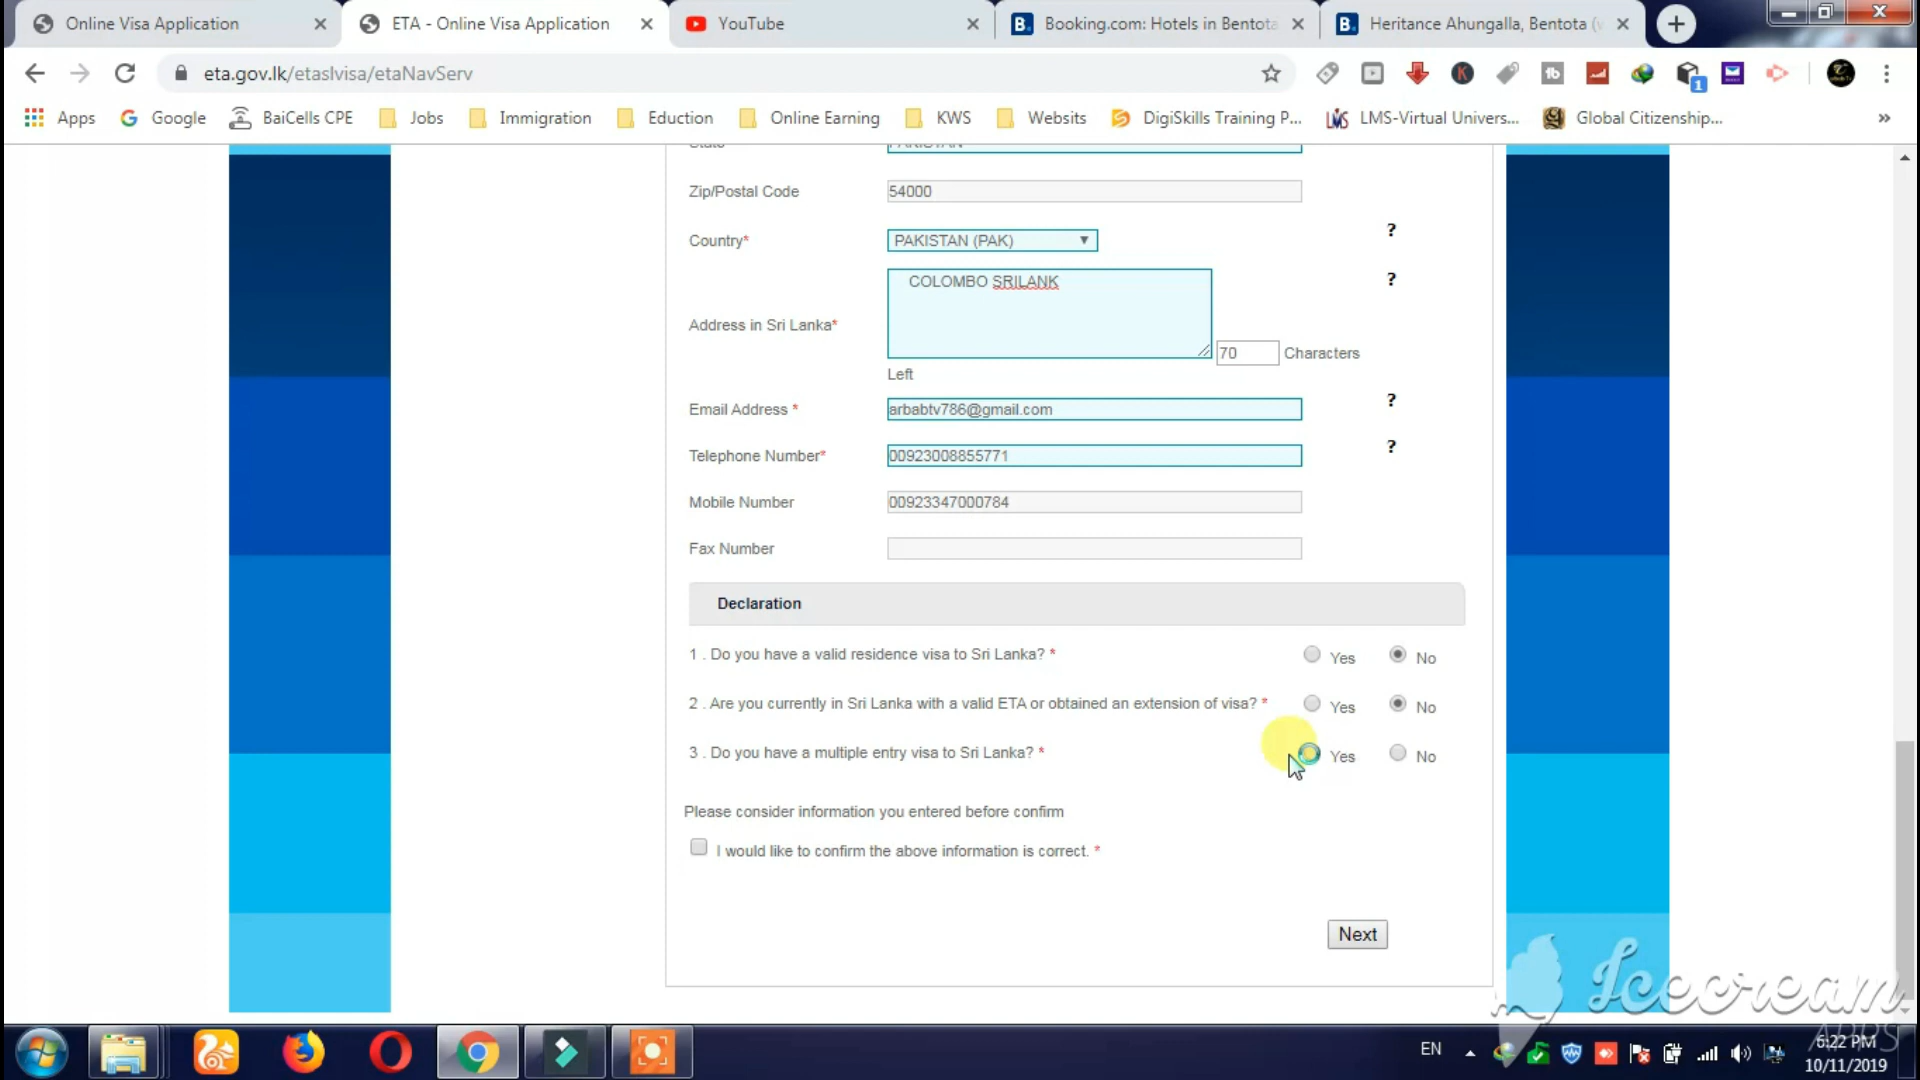 Online Visa Application
ETA - Online Visa Application
YouTube
Booking.com: Hotels in Bentota
Heritance Ahungalla, Bentota (
eta.gov.lk/etaslvisa/etaNavServ
Apps
Google
BaiCells CPE
Jobs
Immigration
Eduction
Online Earning
KWS
Websites
DigiSkills Training P...
LMS-Virtual Univers...
Global Citizenship...
State
PAKISTAN
Zip/Postal Code
54000
Country*
PAKISTAN (PAK)
?
Address in Sri Lanka*
COLOMBO SRILANK
?
70
Characters
Left
Email Address *
arbabtv786@gmail.com
?
Telephone Number*
00923008855771
?
Mobile Number
00923347000784
Fax Number
Declaration
1 . Do you have a valid residence visa to Sri Lanka? *
Yes
No
2 . Are you currently in Sri Lanka with a valid ETA or obtained an extension of visa? *
Yes
No
3 . Do you have a multiple entry visa to Sri Lanka? *
Yes
No
Please consider information you entered before confirm
I would like to confirm the above information is correct. *
Next
Icecream
APPS
EN
6:22 PM
10/11/2019